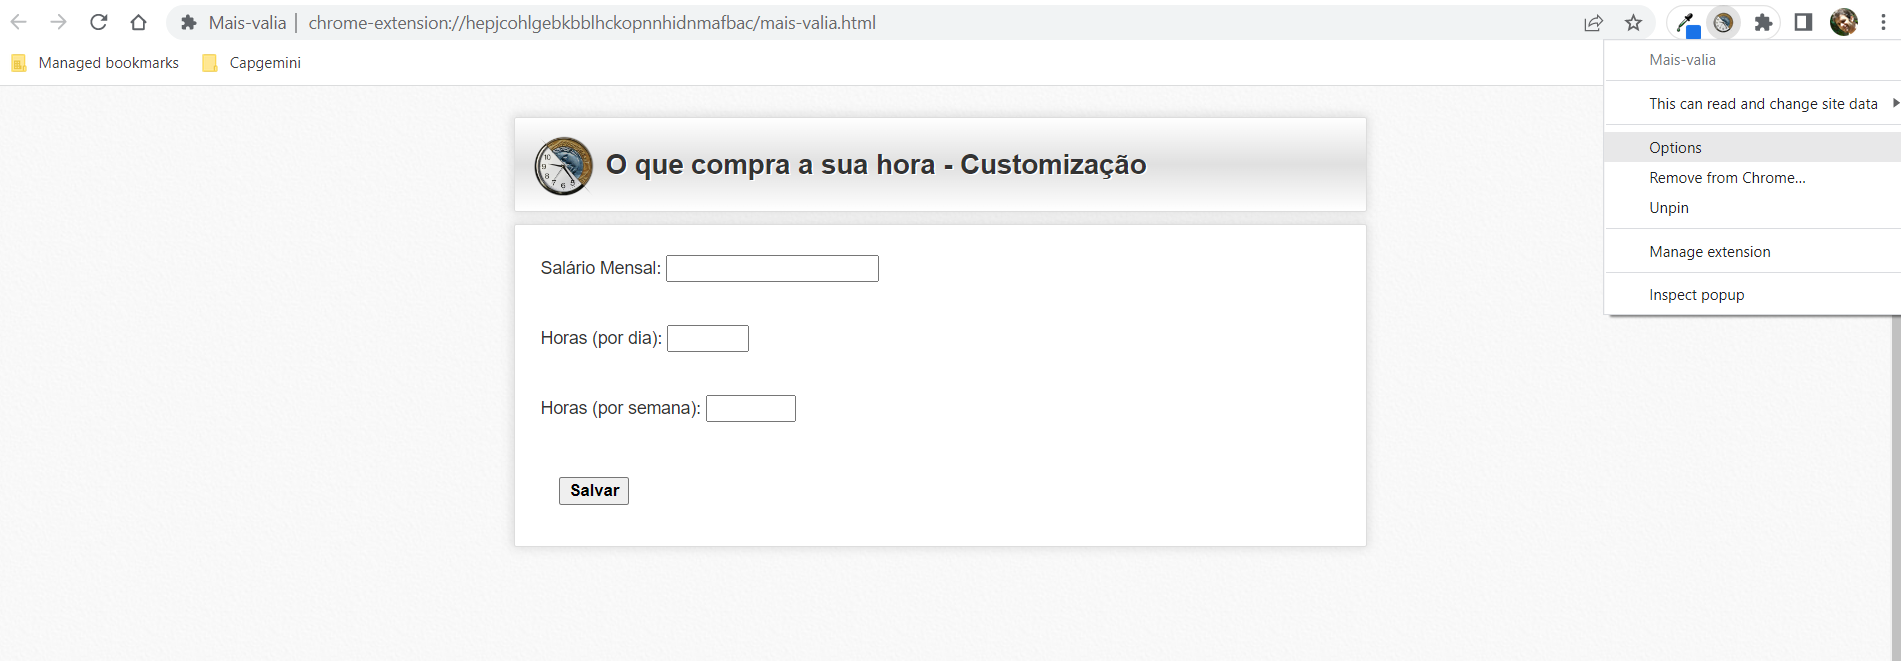 Mais-valia | chrome-extension://hepjcohlgebkbblhckopnnhidnmafbac/mais-valia.html
Managed bookmarks Capgemini
Mais-valia
This can read and change site data
Options
Remove from Chrome...
Unpin
Manage extension
Inspect popup
O que compra a sua hora - Customização
Salário Mensal:
Horas (por dia):
Horas (por semana):
Salvar